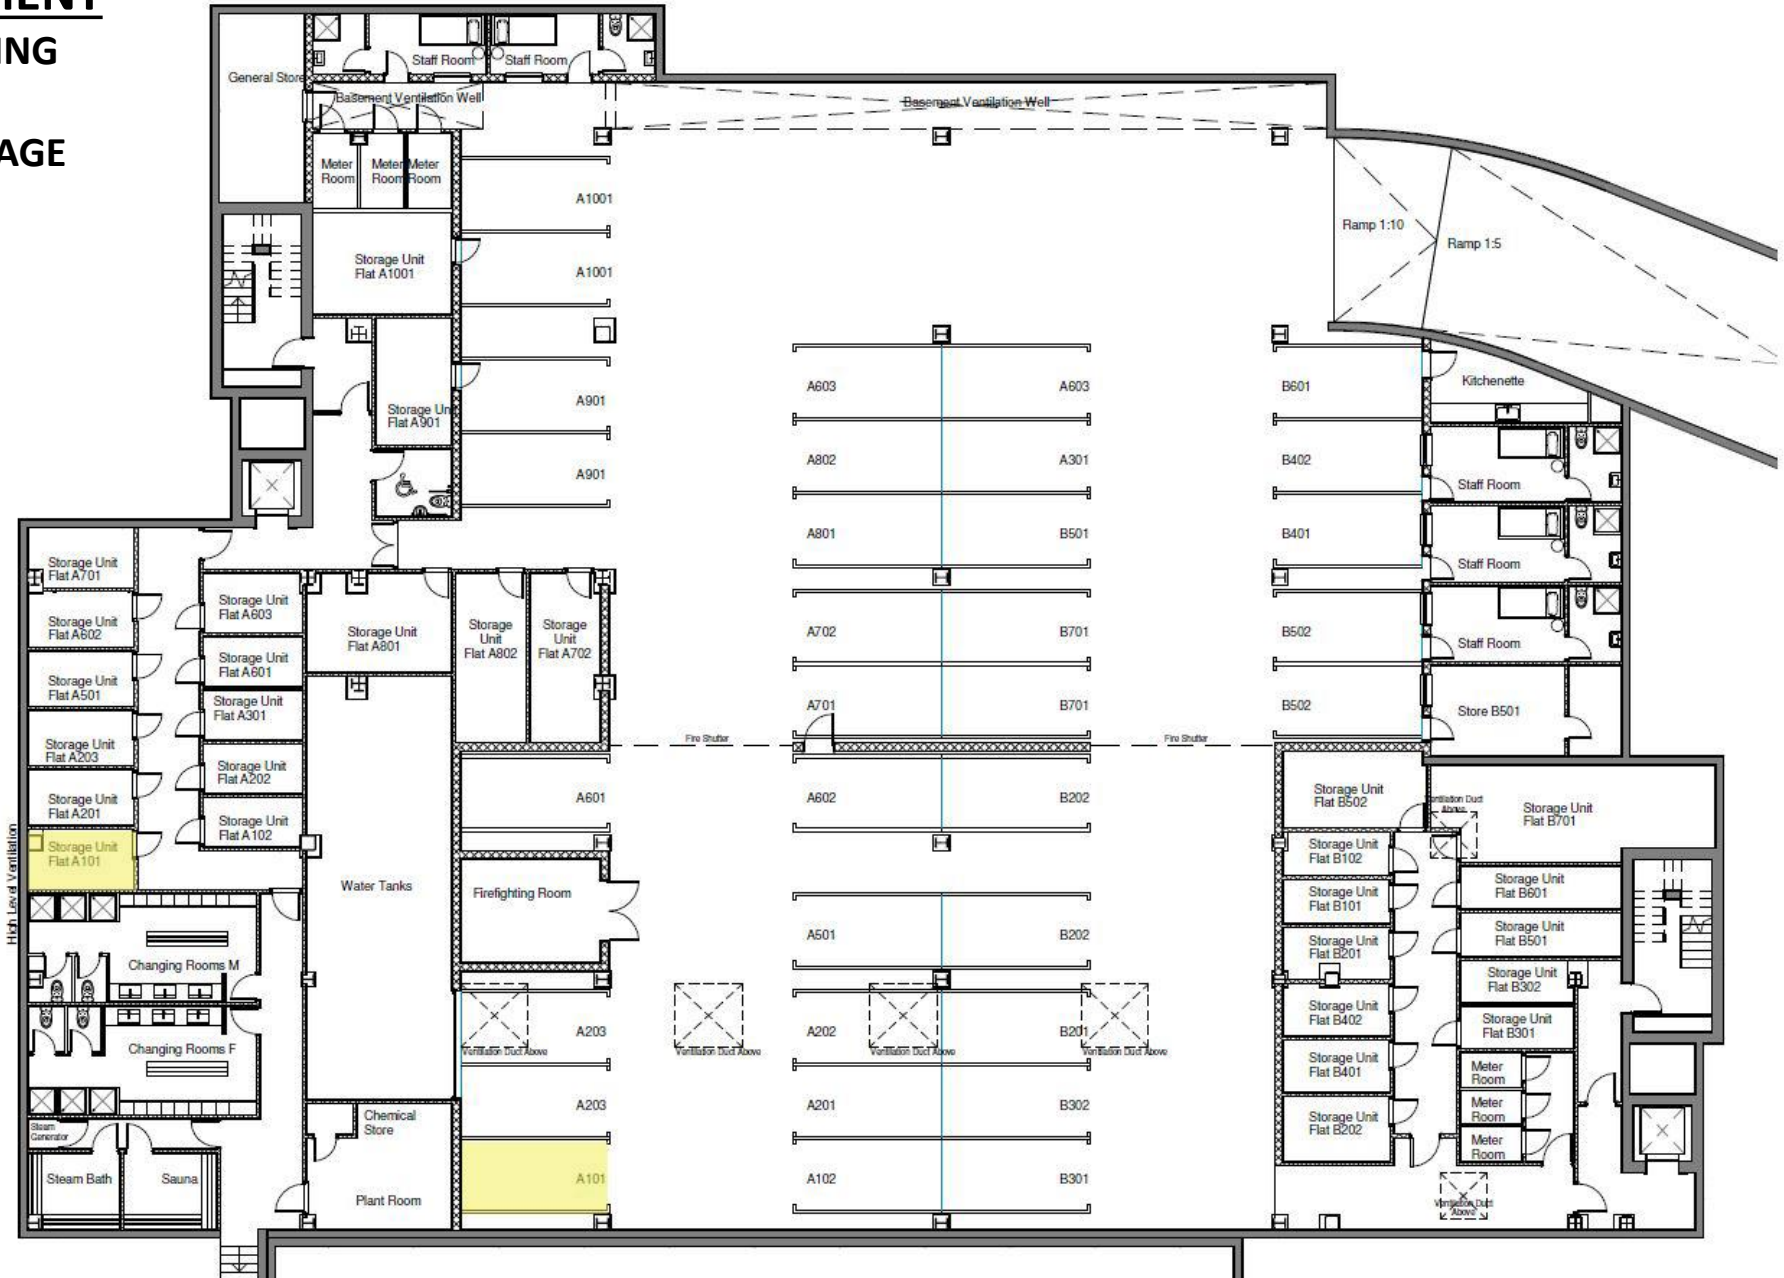 General Store
Staff Room
Staff Room
Basement Ventilation Well
Basement Ventilation Well
Meter
Room
Meter
Room
Meter
Room
A1001
Ramp 1:10
Ramp 1:5
Storage Unit
Flat A1001
A1001
A603
A603
B601
Kitchenette
A901
Storage Un
Flat A901
A802
A301
B402
A901
Staff Room
A801
B501
B401
Storage Unit
Flat A701
Staff Room
Storage Unit
Flat A603
Storage Unit
Flat A602
Storage Unit
Flat A801
Storage
Unit
Flat A802
Storage
Unit
Flat A702
A702
B701
B502
Staff Room
Storage Unit
Flat A601
Storage Unit
Flat A501
Storage Unit
Flat A301
A701
B701
B502
Store B501
Fire Shutter
Fire Shutter
Storage Unit
Flat A203
Storage Unit
Flat A202
A601
A602
B202
Storage Unit
Flat B502
Ventilation Duct
Above
Storage Unit
Flat B701
Storage Unit
Flat A201
Storage Unit
Flat A102
Storage Unit
Flat A101
Storage Unit
Flat B102
High Level Ventilation
Water Tanks
Firefighting Room
Storage Unit
Flat B101
Storage Unit
Flat B601
A501
B202
Storage Unit
Flat B201
Storage Unit
Flat B501
Changing Rooms M
Storage Unit
Flat B302
Storage Unit
Flat B402
Storage Unit
Flat B301
A203
A202
B201
Ventilation Duct Above
Ventilation Duct Above
Ventilation Duct Above
Ventilation Duct Above
Changing Rooms F
Storage Unit
Flat B401
Meter
Room
A203
A201
B302
Meter
Room
Chemical
Store
Storage Unit
Flat B202
Steam
Generator
Meter
Room
Steam Bath
Sauna
A101
A102
B301
Plant Room
Ventilation Duct
Above